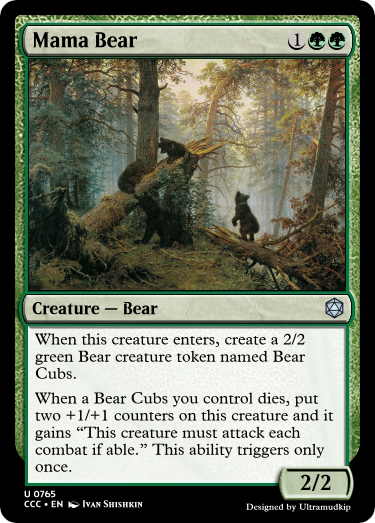 Mama Bear 1
Creature — Bear
When this creature enters, create a 2/2
green Bear creature token named Bear
Cubs.
When a Bear Cubs you control dies, put
two +1/+1 counters on this creature and it
gains “This creature must attack each
combat if able.” This ability triggers only
once.
2/2
U 0765
CCC • EN Ivan Shishkin
Designed by Ultramudkip